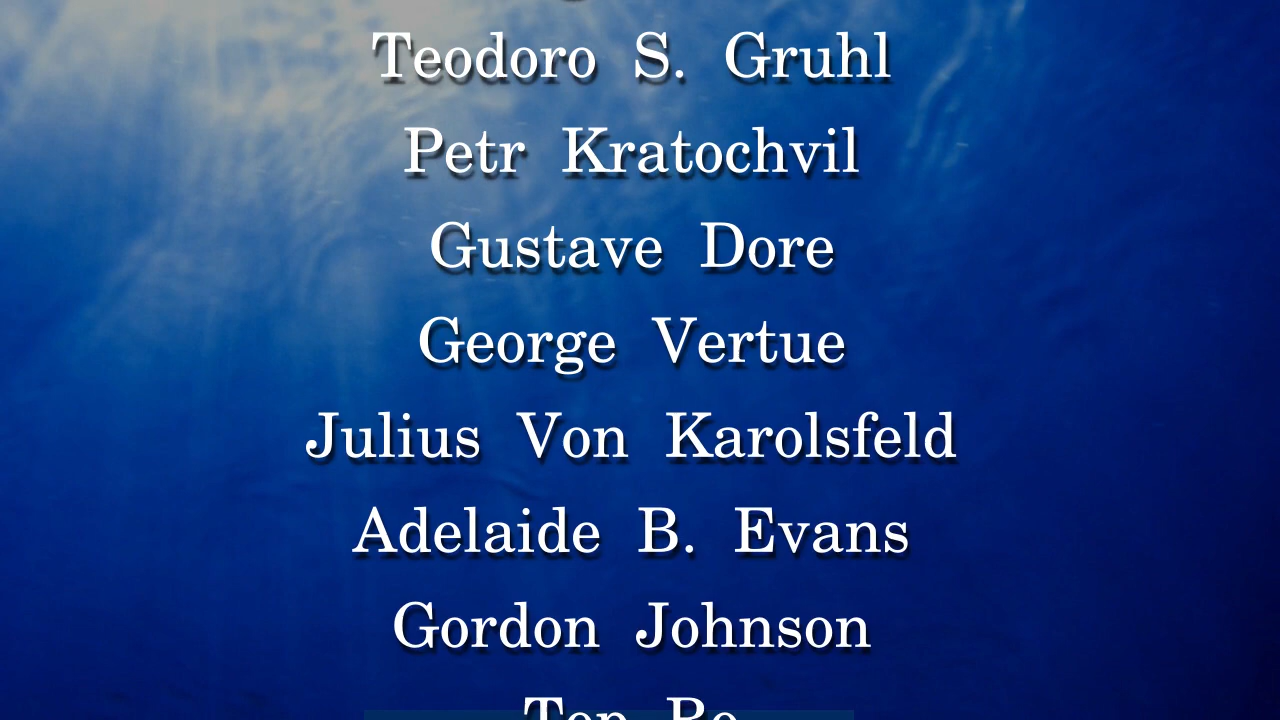 Teodoro S. Gruhl
Petr Kratochvil
Gustave Dore
George Vertue
Julius Von Karolsfeld
Adelaide B. Evans
Gordon Johnson